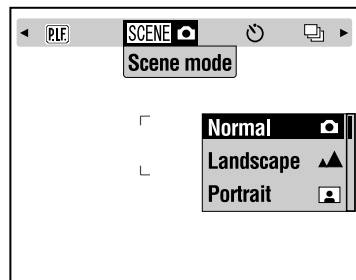 P.I.F. SCENE
Scene mode
Normal
Landscape
Portrait